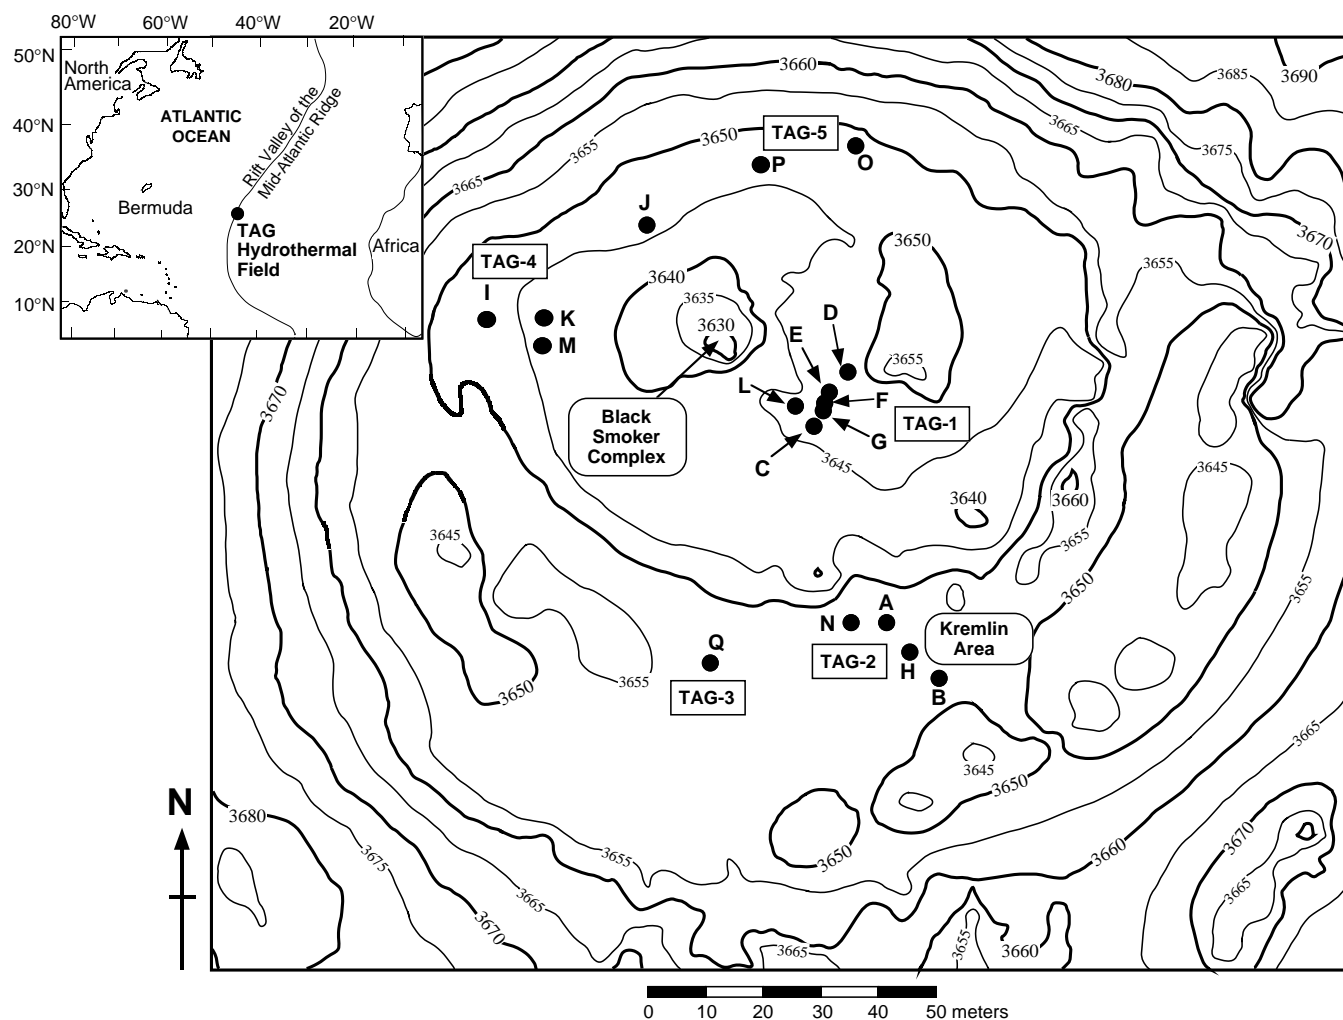 80°W 60°W 40°W 20°W
50°N
40°N
30°N
20°N
10°N
North
America
ATLANTIC
OCEAN
Rift Valley of the
Mid-Atlantic Ridge
Bermuda
TAG
Hydrothermal
Field
Africa
3660
3680
3685
3690
3665
3675
3670
3655
3650
TAG-5
P
O
3655
3665
J
TAG-4
I
K
M
3640
3635
3630
3650
3655
D
E
L
F
G
C
TAG-1
Black
Smoker
Complex
3645
3640
3660
3655
3650
3645
3655
3670
3645
3650
3655
N
A
H
B
TAG-2
Kremlin
Area
Q
TAG-3
3645
3650
3650
3665
3660
3670
3665
3680
3675
3655
3665
3670
3665
3655
3660
N
0 10 20 30 40 50 meters